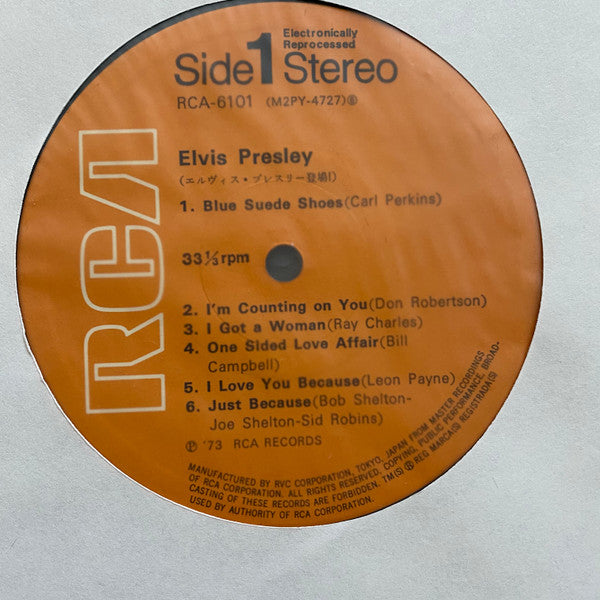 Electronically
Reprocessed
Side 1 Stereo
RCA-6101 (M2PY-4727)Ⓢ
RCA
Elvis Presley
(エルヴィス・プレスリー登場!)
1. Blue Suede Shoes(Carl Perkins)
33⅓rpm
2. I'm Counting on You(Don Robertson)
3. I Got a Woman(Ray Charles)
4. One Sided Love Affair(Bill
Campbell)
5. I Love You Because(Leon Payne)
6. Just Because(Bob Shelton-
Joe Shelton-Sid Robins)
Ⓟ '73 RCA RECORDS
MANUFACTURED BY RVC CORPORATION, TOKYO, JAPAN FROM MASTER RECORDINGS
OF RCA CORPORATION. ALL RIGHTS RESERVED. COPYING, PUBLIC PERFORMANCE, BROAD-
CASTING OF THESE RECORDS ARE FORBIDDEN. TM(S) ® REG MARCA(S) REGISTRADA(S)
USED BY AUTHORITY OF RCA CORPORATION.